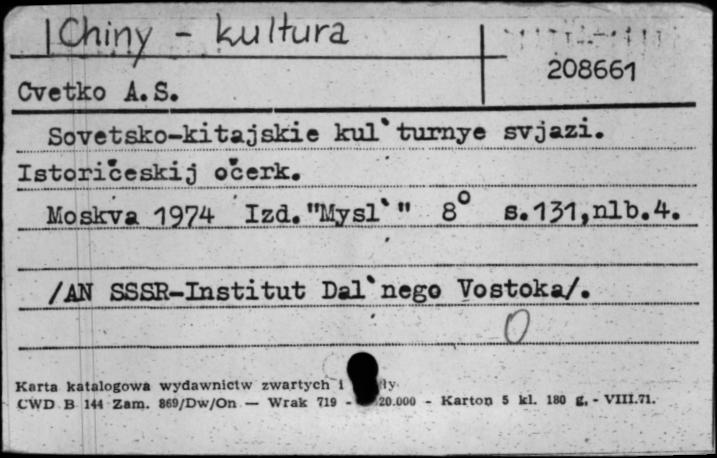 Chiny - kultura
208661
Cvetko A.S.
Sovetsko-kitajskie kul`turnye svjazi.
Istoričeskij očerk.
Moskva 1974 Izd."Mysl`" 8° s.131,nlb.4.
/AN SSSR-Institut Dal`nego Vostoka/.
O
Karta katalogowa wydawnictw zwartych i
CWD B 144 Zam. 869/Dw/On — Wrak 719 - 20.000 - Karton 5 kl. 180 g. - VIII.71.